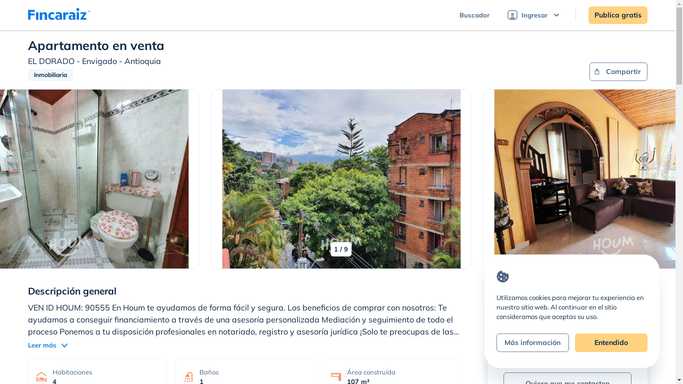 Fincaraiz
Buscador
Ingresar
Publica gratis
Apartamento en venta
EL DORADO - Envigado - Antioquia
Inmobiliaria
Compartir
HOUM
HOUM
HOUM
1 / 9
Descripción general
VEN ID HOUM: 90555 En Houm te ayudamos de forma fácil y segura. Los beneficios de comprar con nosotros: Te
ayudamos a conseguir financiamiento a través de una asesoría personalizada Mediación y seguimiento de todo el
proceso Ponemos a tu disposición profesionales en notariado, registro y asesoría jurídica ¡Solo te preocupas de las...
Leer más
Habitaciones
4
Baños
1
Área construida
107 m²
Utilizamos cookies para mejorar tu experiencia en
nuestro sitio web. Al continuar en el sitio
consideramos que aceptas su uso.
Más información
Entendido
Quiero que me contacten